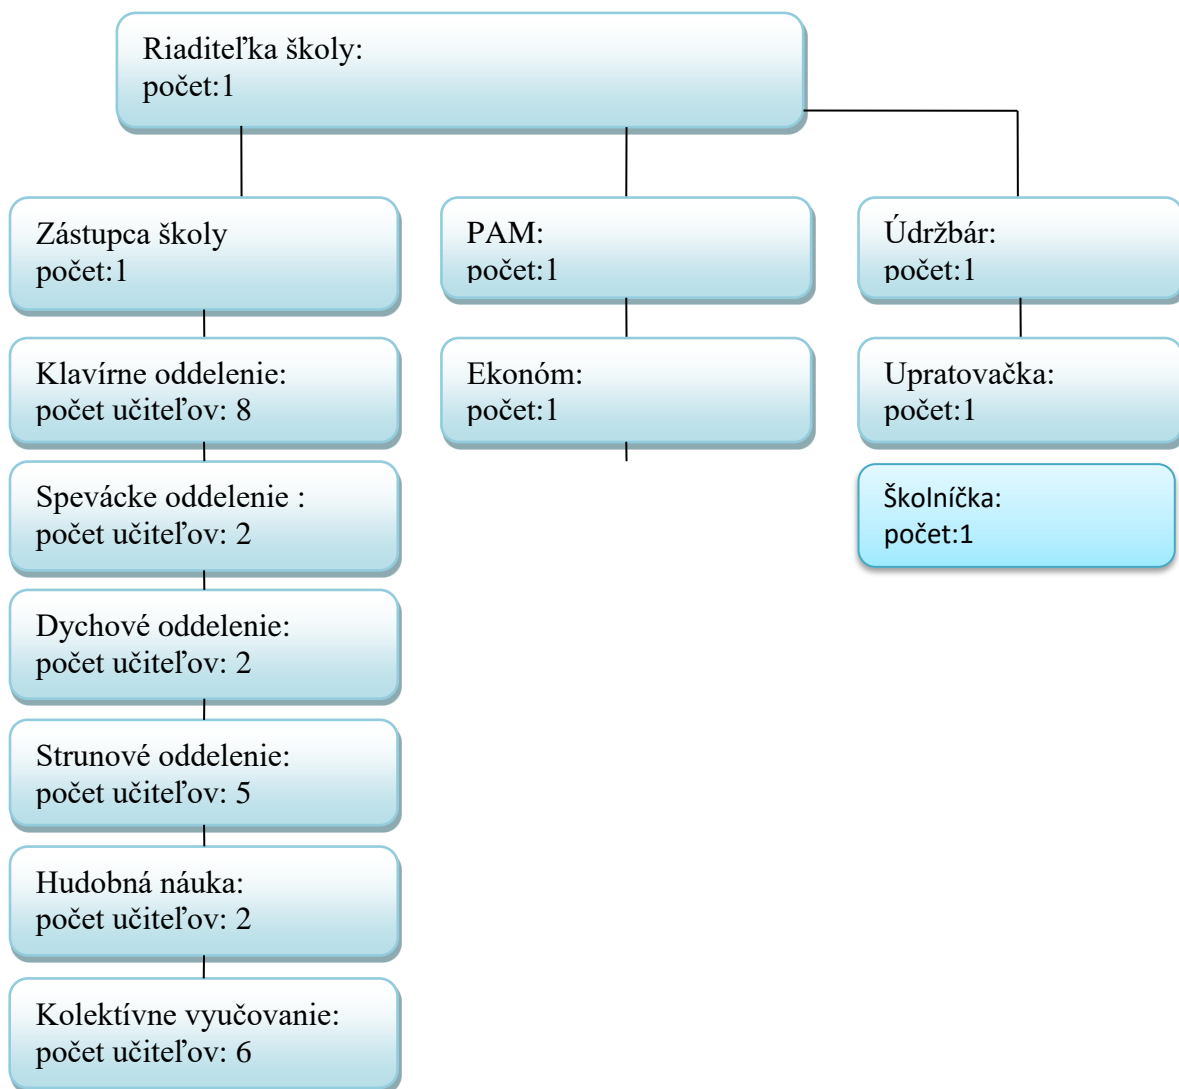 Riaditeľka školy:
počet:1
Zástupca školy
počet:1
PAM:
počet:1
Údržbár:
počet:1
Klavírne oddelenie:
počet učiteľov: 8
Ekonóm:
počet:1
Upratovačka:
počet:1
Spevácke oddelenie :
počet učiteľov: 2
Školníčka:
počet:1
Dychové oddelenie:
počet učiteľov: 2
Strunové oddelenie:
počet učiteľov: 5
Hudobná náuka:
počet učiteľov: 2
Kolektívne vyučovanie:
počet učiteľov: 6